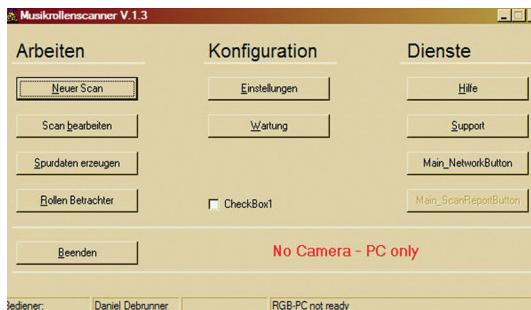 Musikrollenscanner V.1.3
Arbeiten
Neuer Scan
Scan bearbeiten
Spurdaten erzeugen
Rollen Betrachter
Beenden
Konfiguration
Einstellungen
Wartung
CheckBox1
Dienste
Hilfe
Support
Main_NetworkButton
Main_ScanReportButton
No Camera - PC only
Bediener: Daniel Debrunner RGB-PC not ready